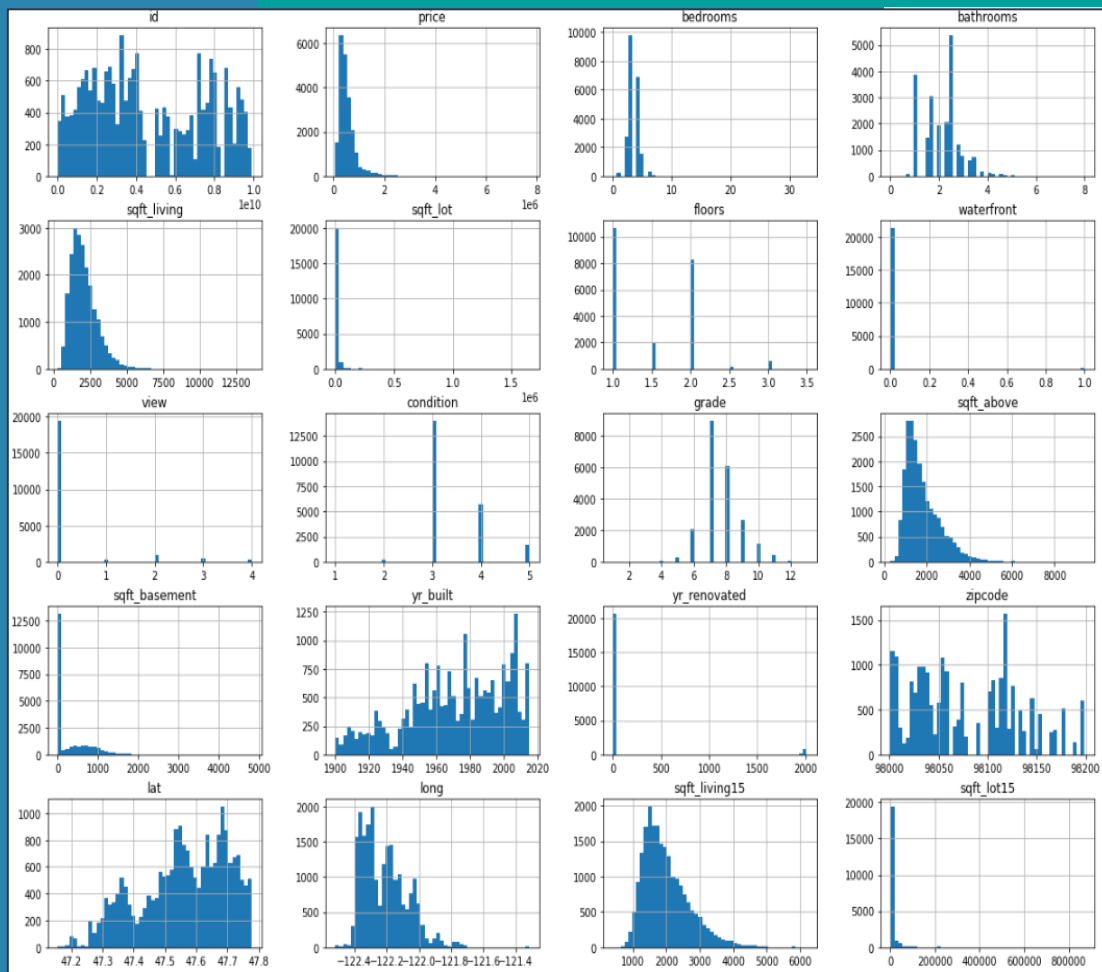 id price bedrooms bathrooms
800 6000 10000 5000
600 8000 4000
4000 6000 3000
400 4000 2000
200 2000 2000 1000
0 0 0 0
0.0 0.2 0.4 0.6 0.8 1.0 0 2 4 6 8 0 10 20 30 0 2 4 6 8
1e10 1e6
sqft_living sqft_lot floors waterfront
3000 20000 10000 20000
15000 8000 15000
2000 10000 6000 10000
1000 4000
5000 2000 5000
0 0 0 0
0 2500 5000 7500 10000 12500 0.0 0.5 1.0 1.5 1.0 1.5 2.0 2.5 3.0 3.5 0.0 0.2 0.4 0.6 0.8 1.0
1e6
view condition grade sqft_above
20000 12500 8000 2500
15000 10000 6000 2000
10000 7500 4000 1500
5000 1000
5000 2500 2000 500
0 0 0 0
0 1 2 3 4 1 2 3 4 5 2 4 6 8 10 12 0 2000 4000 6000 8000
sqft_basement yr_built yr_renovated zipcode
12500 1250 20000 1500
10000 1000 15000
7500 750 1000
5000 500 10000
2500 250 5000 500
0 0 0 0
0 1000 2000 3000 4000 5000 1900 1920 1940 1960 1980 2000 2020 0 500 1000 1500 2000 98000 98050 98100 98150 98200
lat long sqft_living15 sqft_lot15
1000 2000 2000 20000
800 1500 1500 15000
600 1000 1000 10000
400
200 500 500 5000
0 0 0 0
47.2 47.3 47.4 47.5 47.6 47.7 47.8 −122.4 −122.2 −122.0 −121.8 −121.6 −121.4 1000 2000 3000 4000 5000 6000 0 200000 400000 600000 800000